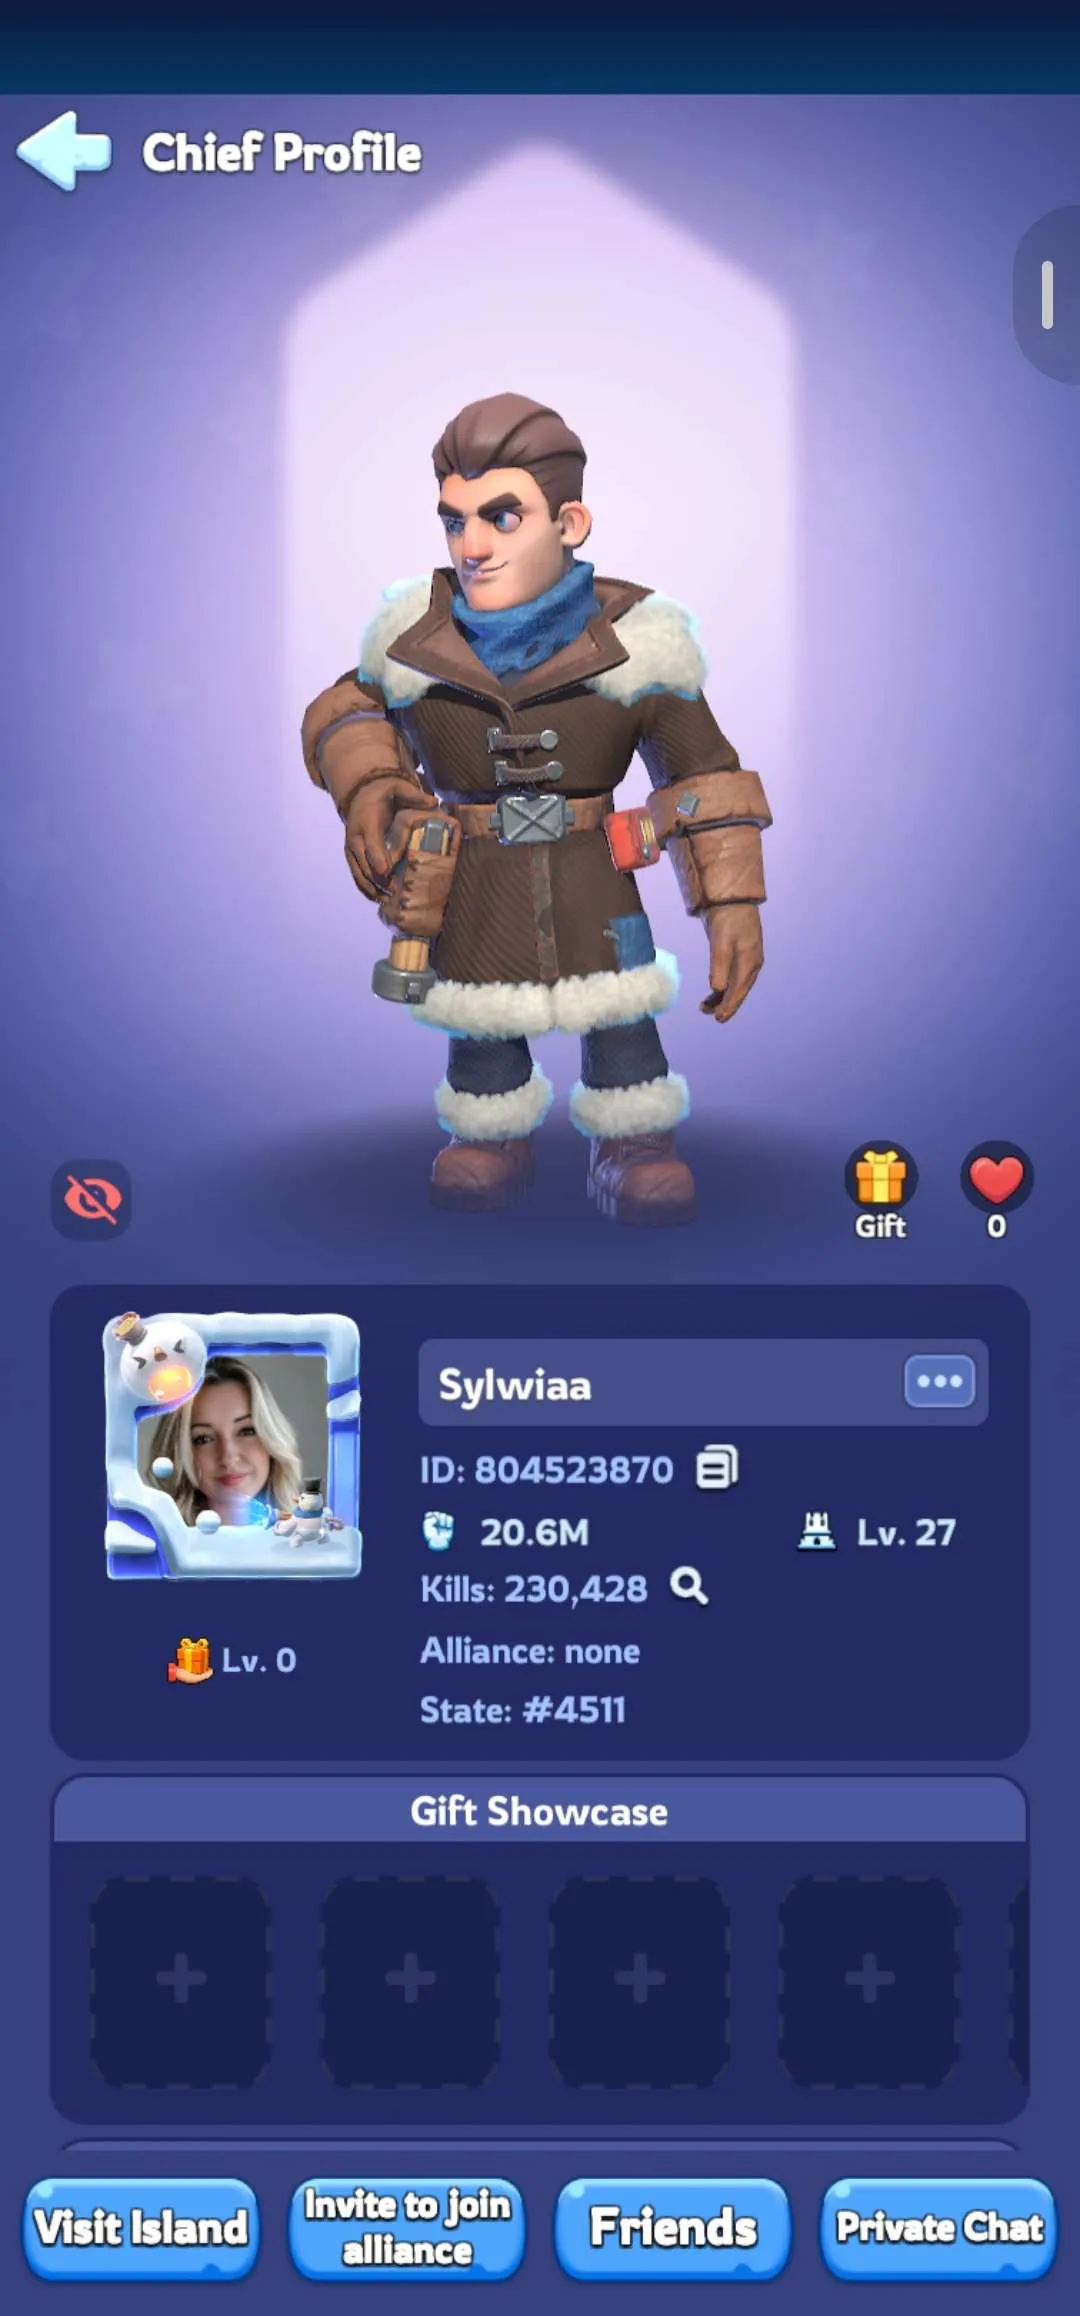 Chief Profile
Gift
0
Sylwiaa
ID: 804523870
20.6M
Lv. 27
Kills: 230,428
Alliance: none
Lv. 0
State: #4511
Gift Showcase
Visit Island
Invite to join
alliance
Friends
Private Chat